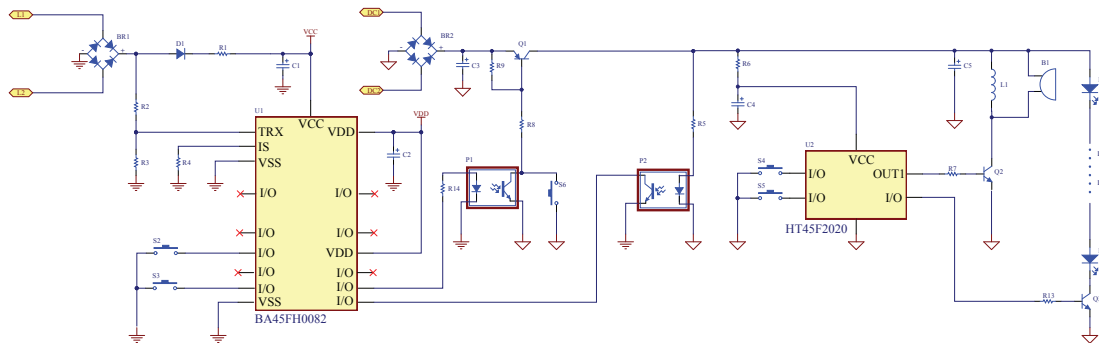 L1
BR1
-
+
D1
R1
VCC
C1
L2
R2
R3
R4
DC1
BR2
-
+
DC2
C3
R9
Q1
R8
U1
VCC
TRX
IS
VSS
I/O
I/O
I/O
I/O
I/O
VSS
VDD
I/O
I/O
VDD
I/O
I/O
I/O
BA45FH0082
VDD
C2
S2
S3
R14
P1
S6
P2
R5
R6
C4
U2
VCC
I/O
I/O
OUT1
I/O
HT45F2020
S4
S5
R7
Q2
C5
L1
B1
R13